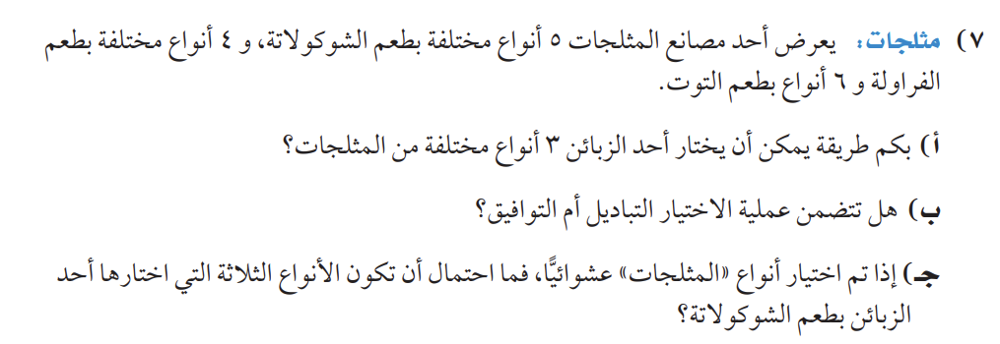 ٧) مثلجات: يعرض أحد مصانع المثلجات ٥ أنواع مختلفة بطعم الشوكولاتة، و ٤ أنواع مختلفة بطعم
الفراولة و ٦ أنواع بطعم التوت.
أ) بكم طريقة يمكن أن يختار أحد الزبائن ٣ أنواع مختلفة من المثلجات؟
ب) هل تتضمن عملية الاختيار التباديل أم التوافيق؟
جـ) إذا تم اختيار أنواع «المثلجات» عشوائيًّا، فما احتمال أن تكون الأنواع الثلاثة التي اختارها أحد
الزبائن بطعم الشوكولاتة؟